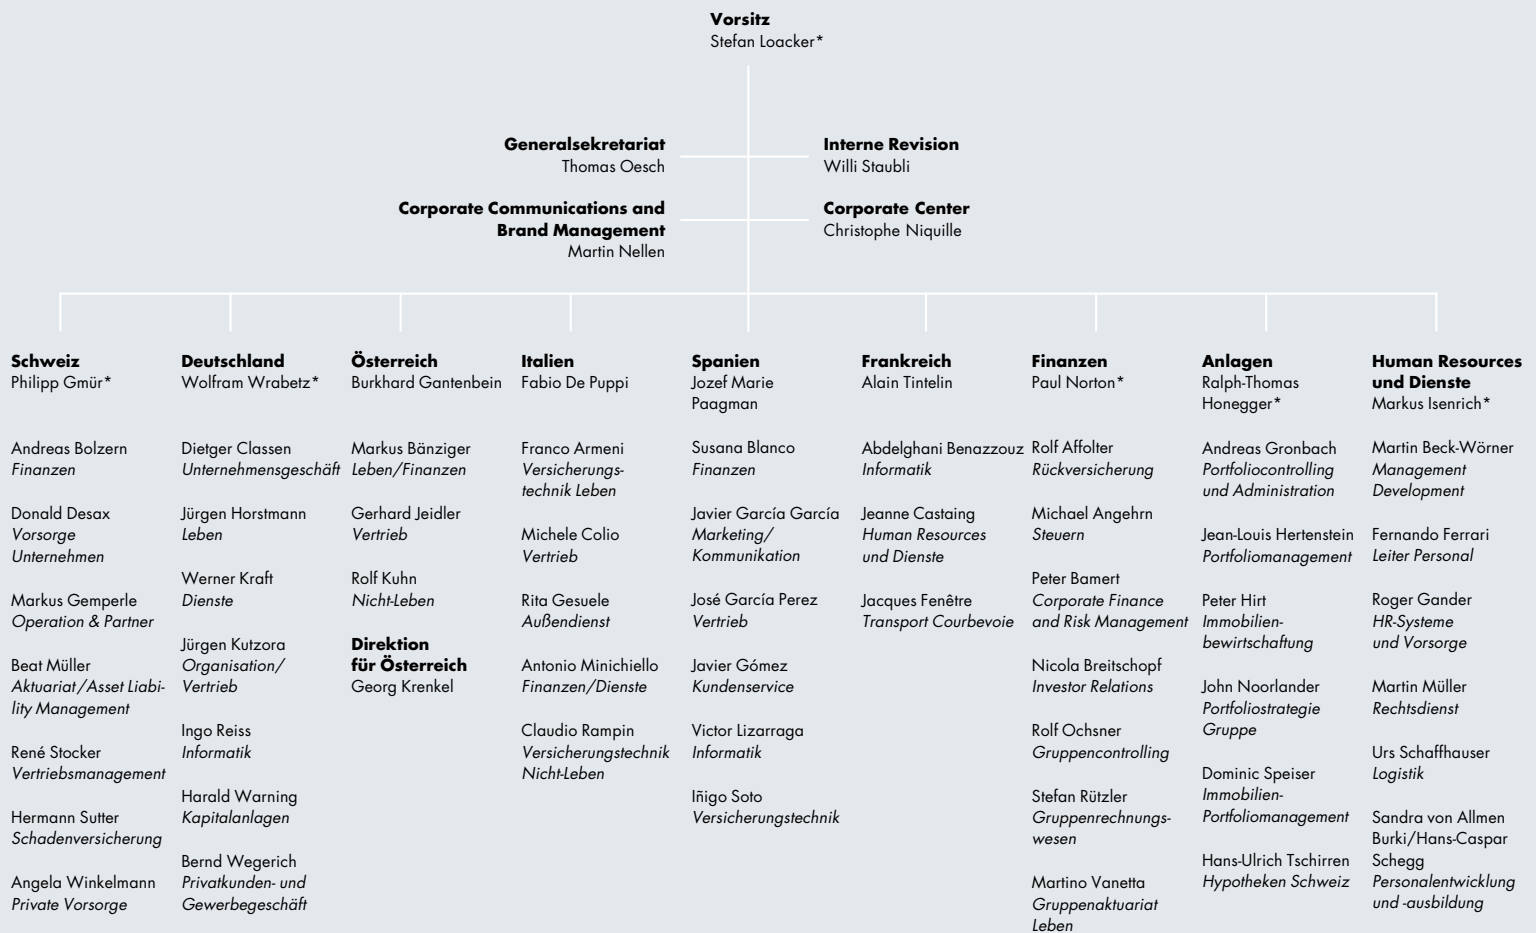 Vorsitz
Stefan Loacker*
Generalsekretariat
Thomas Oesch
Interne Revision
Willi Staubli
Corporate Communications and
Brand Management
Martin Nellen
Corporate Center
Christophe Niquille
Schweiz
Philipp Gmür*
Andreas Bolzern
Finanzen
Donald Desax
Vorsorge
Unternehmen
Markus Gemperle
Operation & Partner
Beat Müller
Aktuariat/Asset Liabi-
lity Management
René Stocker
Vertriebsmanagement
Hermann Sutter
Schadenversicherung
Angela Winkelmann
Private Vorsorge
Deutschland
Wolfram Wrabetz*
Dietger Classen
Unternehmensgeschäft
Jürgen Horstmann
Leben
Werner Kraft
Dienste
Jürgen Kutzora
Organisation/
Vertrieb
Ingo Reiss
Informatik
Harald Warning
Kapitalanlagen
Bernd Wegerich
Privatkunden- und
Gewerbegeschäft
Österreich
Burkhard Gantenbein
Markus Bänziger
Leben/Finanzen
Gerhard Jeidler
Vertrieb
Rolf Kuhn
Nicht-Leben
Direktion
für Österreich
Georg Krenkel
Italien
Fabio De Puppi
Franco Armeni
Versicherungs-
technik Leben
Michele Colio
Vertrieb
Rita Gesuele
Außendienst
Antonio Minichiello
Finanzen/Dienste
Claudio Rampin
Versicherungstechnik
Nicht-Leben
Spanien
Jozef Marie
Paagman
Susana Blanco
Finanzen
Javier García García
Marketing/
Kommunikation
José García Perez
Vertrieb
Javier Gómez
Kundenservice
Victor Lizarraga
Informatik
Iñigo Soto
Versicherungstechnik
Frankreich
Alain Tintelin
Abdelghani Benazzouz
Informatik
Jeanne Castaing
Human Resources
und Dienste
Jacques Fenêtre
Transport Courbevoie
Finanzen
Paul Norton*
Rolf Affolter
Rückversicherung
Michael Angehrn
Steuern
Peter Bamert
Corporate Finance
and Risk Management
Nicola Breitschopf
Investor Relations
Rolf Ochsner
Gruppencontrolling
Stefan Rützler
Gruppenrechnungs-
wesen
Martino Vanetta
Gruppenaktuariat
Leben
Anlagen
Ralph-Thomas
Honegger*
Andreas Gronbach
Portfoliocontrolling
und Administration
Jean-Louis Hertenstein
Portfoliomanagement
Peter Hirt
Immobilien-
bewirtschaftung
John Noorlander
Portfoliostrategie
Gruppe
Dominic Speiser
Immobilien-
Portfoliomanagement
Hans-Ulrich Tschirren
Hypotheken Schweiz
Human Resources
und Dienste
Markus Isenrich*
Martin Beck-Wörner
Management
Development
Fernando Ferrari
Leiter Personal
Roger Gander
HR-Systeme
und Vorsorge
Martin Müller
Rechtsdienst
Urs Schaffhauser
Logistik
Sandra von Allmen
Burki/Hans-Caspar
Schegg
Personalentwicklung
und -ausbildung